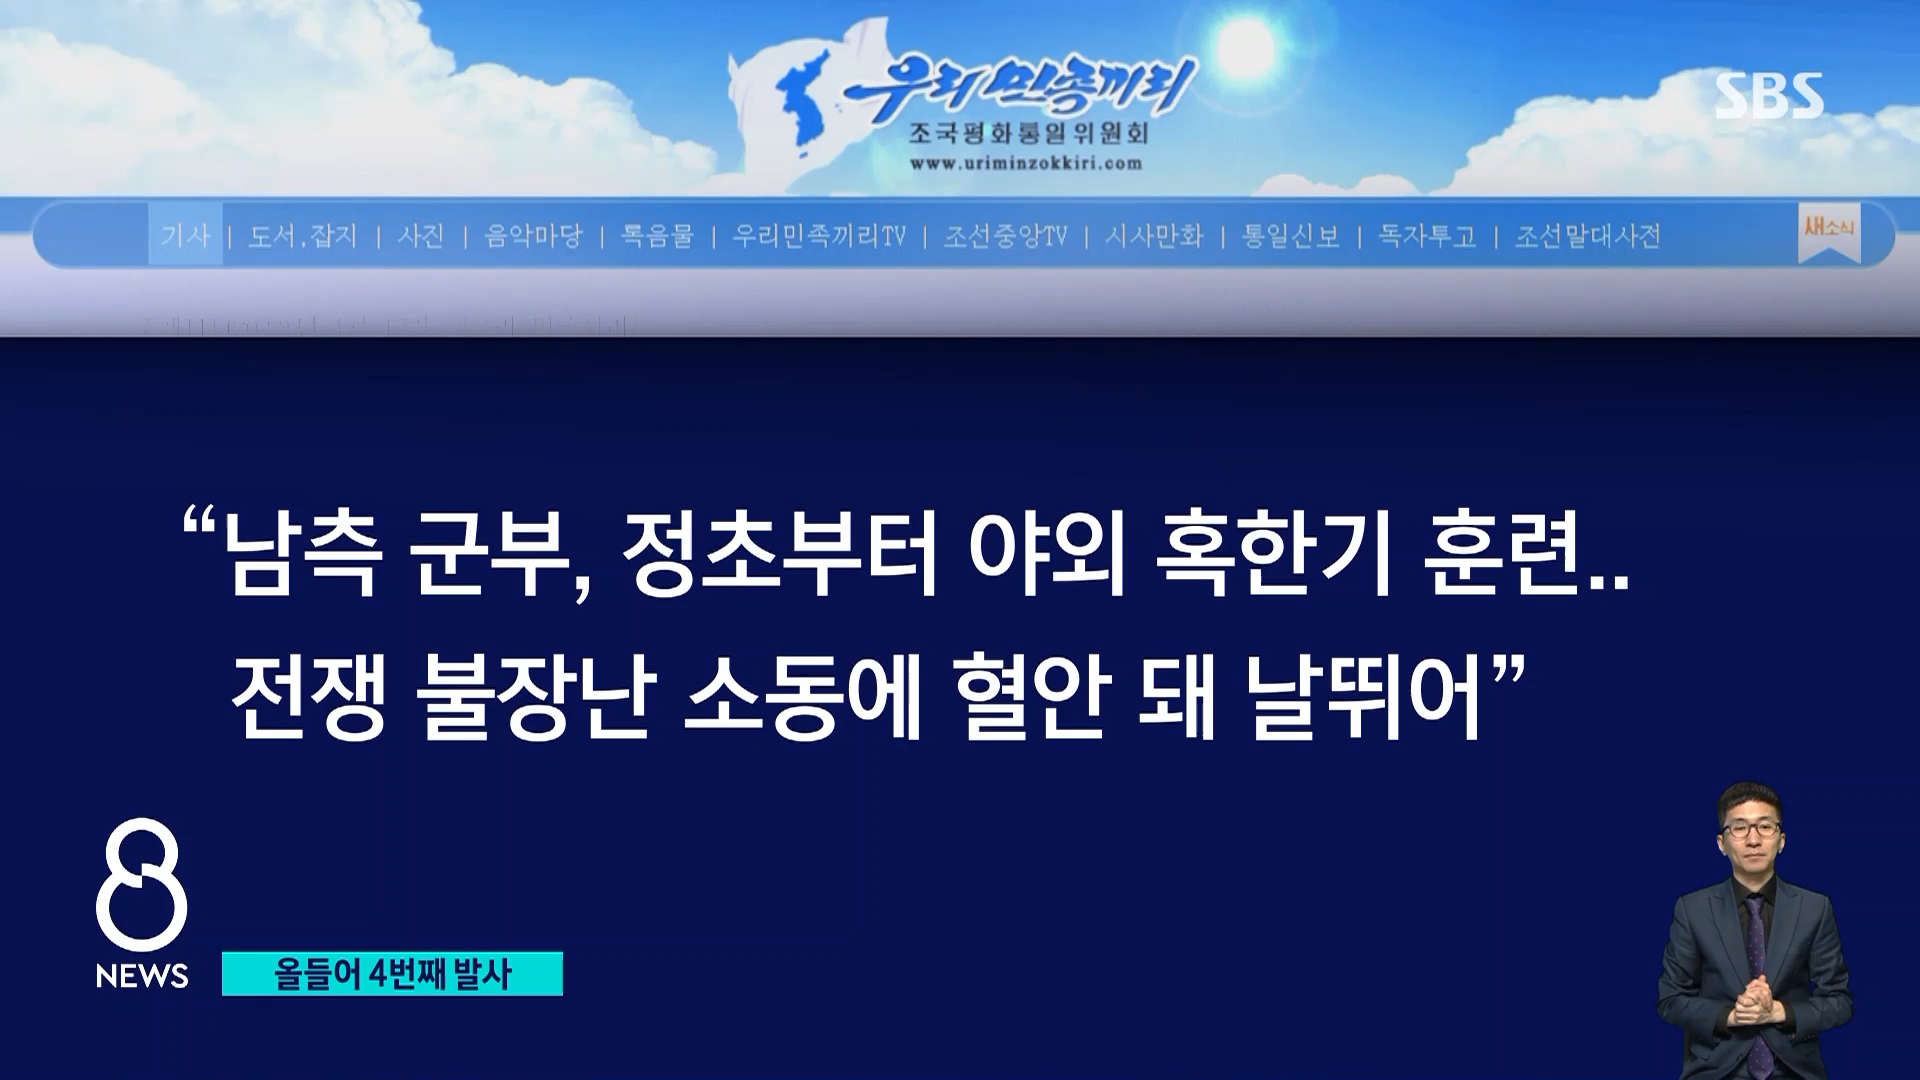 우리민족끼리
SBS
조국평화통일위원회
www.uriminzokkiri.com
기사 | 도서,잡지 | 사진 | 음악마당 | 록음물 | 우리민족끼리TV | 조선중앙TV | 시사만화 | 통일신보 | 독자투고 | 조선말대사전
새소식
“남측 군부, 정초부터 야외 혹한기 훈련..
전쟁 불장난 소동에 혈안 돼 날뛰어”
8
NEWS
올들어 4번째 발사